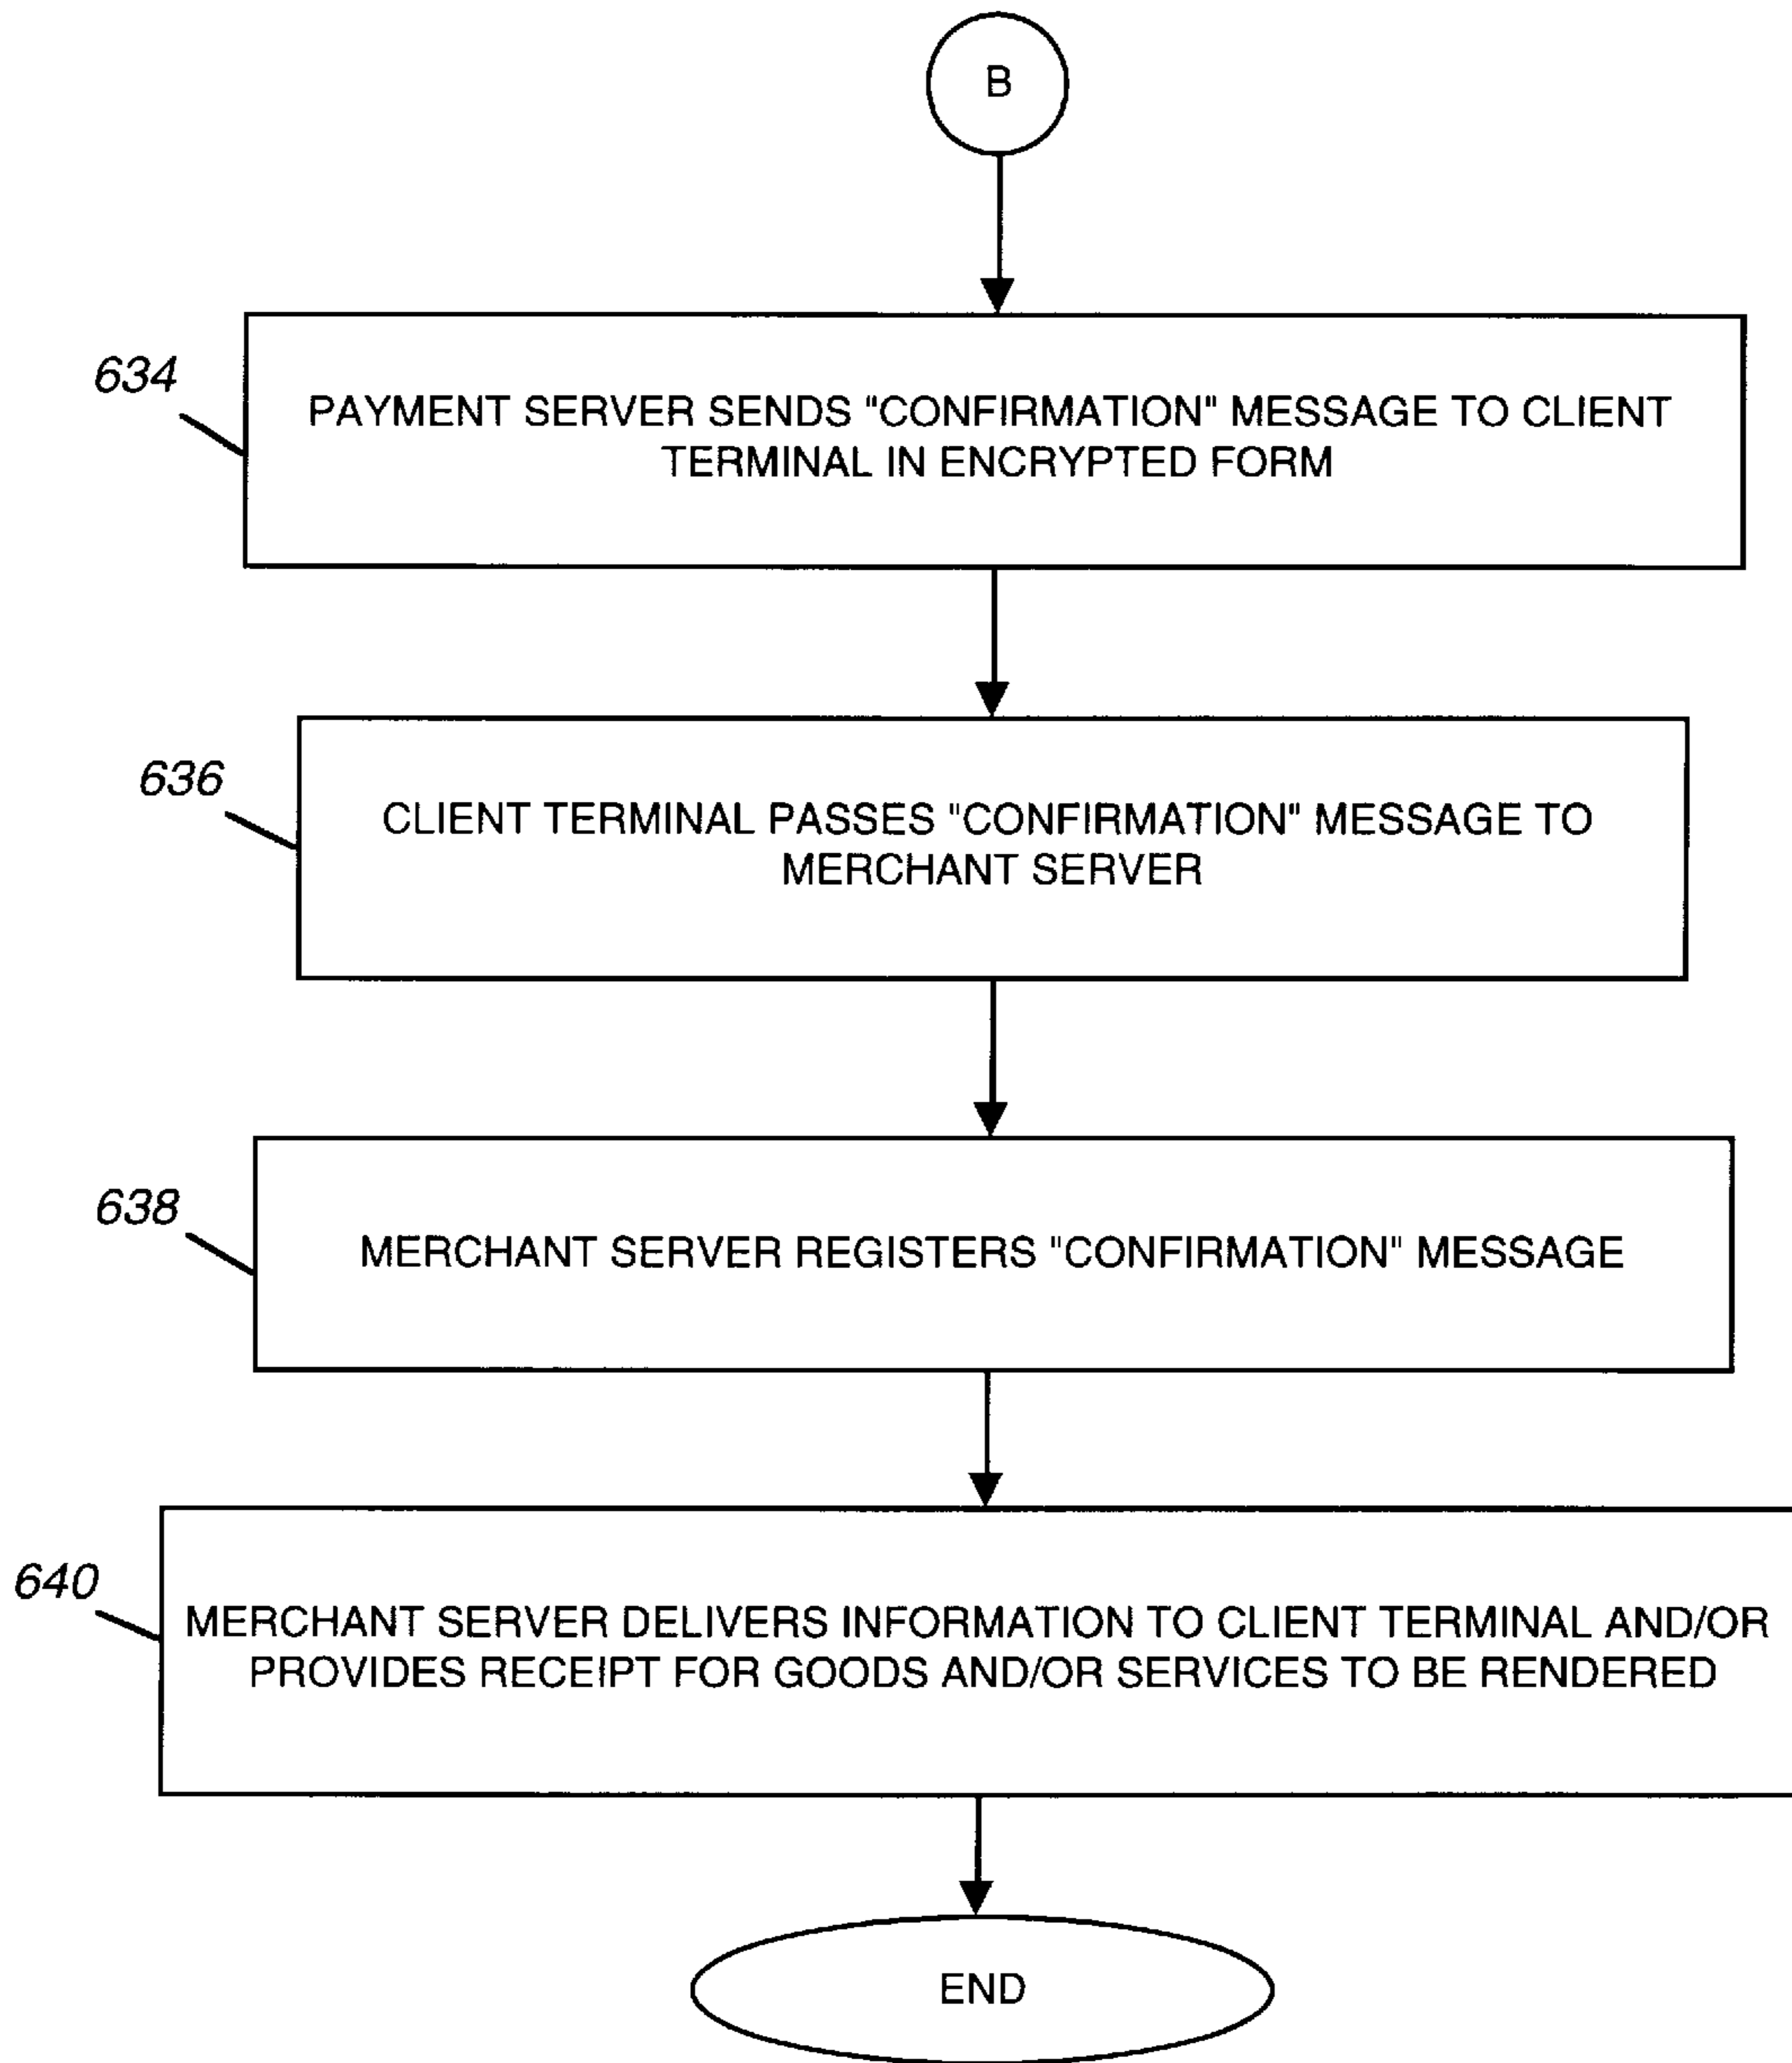 B
634
PAYMENT SERVER SENDS "CONFIRMATION" MESSAGE TO CLIENT
TERMINAL IN ENCRYPTED FORM
636
CLIENT TERMINAL PASSES "CONFIRMATION" MESSAGE TO
MERCHANT SERVER
638
MERCHANT SERVER REGISTERS "CONFIRMATION" MESSAGE
640
MERCHANT SERVER DELIVERS INFORMATION TO CLIENT TERMINAL AND/OR
PROVIDES RECEIPT FOR GOODS AND/OR SERVICES TO BE RENDERED
END